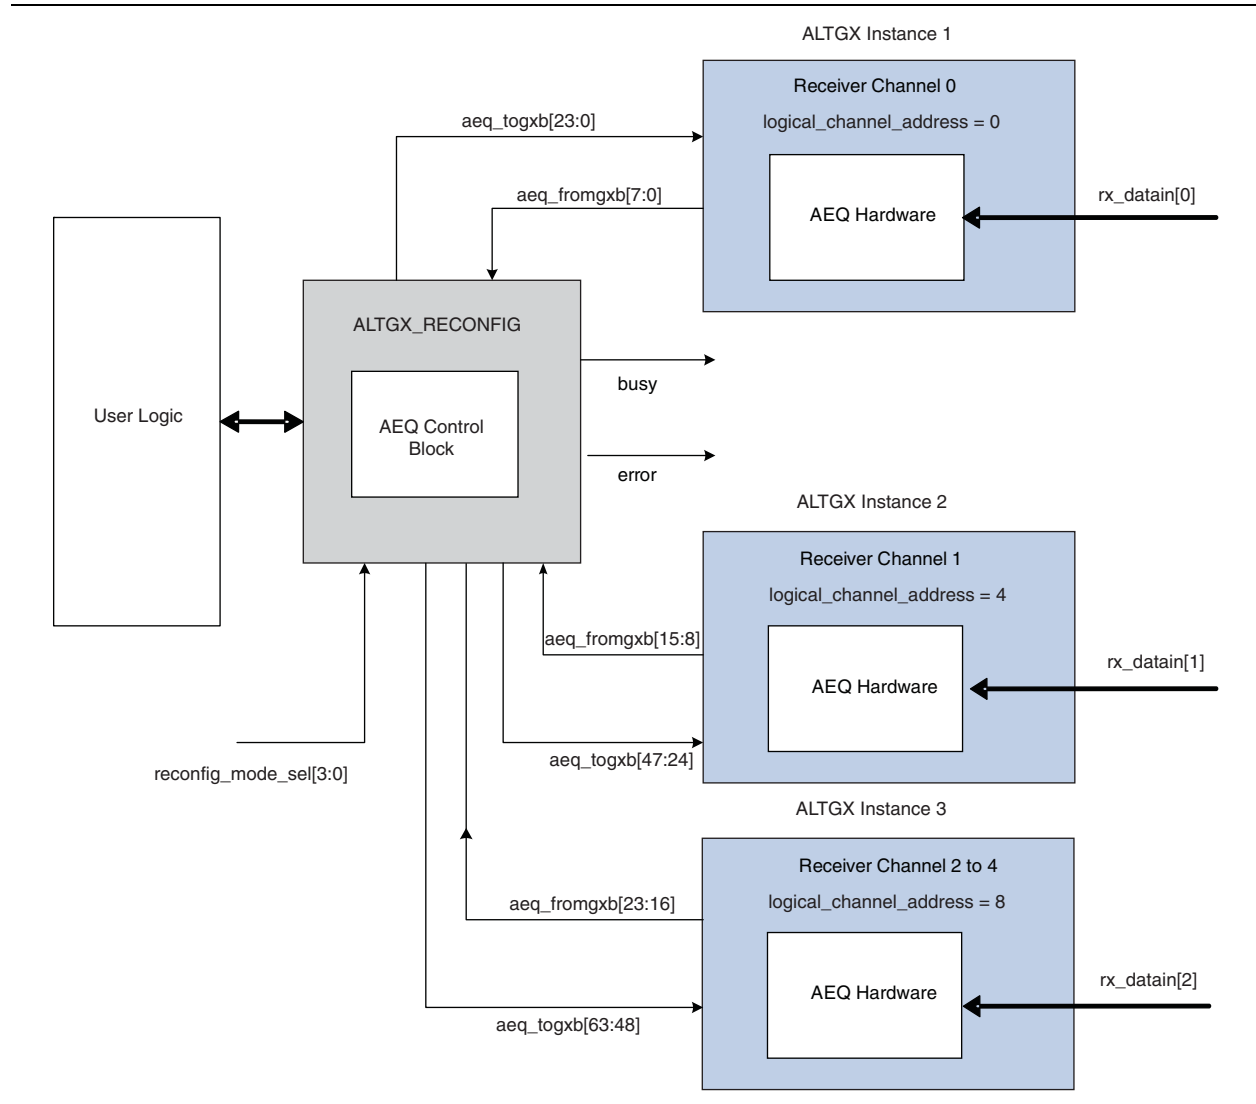 ALTGX Instance 1
Receiver Channel 0
logical_channel_address = 0
aeq_togxb[23:0]
aeq_fromgxb[7:0]
AEQ Hardware
rx_datain[0]
ALTGX_RECONFIG
busy
User Logic
AEQ Control
Block
error
ALTGX Instance 2
Receiver Channel 1
logical_channel_address = 4
aeq_fromgxb[15:8]
rx_datain[1]
AEQ Hardware
aeq_togxb[47:24]
reconfig_mode_sel[3:0]
ALTGX Instance 3
Receiver Channel 2 to 4
aeq_fromgxb[23:16]
logical_channel_address = 8
rx_datain[2]
AEQ Hardware
aeq_togxb[63:48]